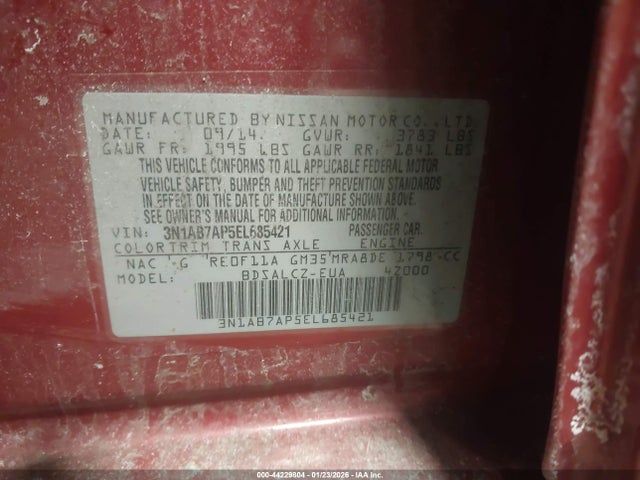 MANUFACTURED BY NISSAN MOTOR CO., LTD.
DATE: 09/14. GVWR: 3783 LBS
GAWR FR: 1995 LBS GAWR RR: 1841 LBS
THIS VEHICLE CONFORMS TO ALL APPLICABLE FEDERAL MOTOR
VEHICLE SAFETY, BUMPER AND THEFT PREVENTION STANDARDS
IN EFFECT ON THE DATE OF MANUFACTURE SHOWN ABOVE.
SEE OWNER'S MANUAL FOR ADDITIONAL INFORMATION.
VIN: 3N1AB7AP5EL685421 PASSENGER CAR.
COLOR TRIM TRANS AXLE ENGINE
NAC G RE0F11A GM35 MRA8DE 1798 CC
MODEL: BDSALCZ-EUA 4Z000
3N1AB7AP5EL685421
000-44229804 | 01/23/2026 - IAA, Inc.